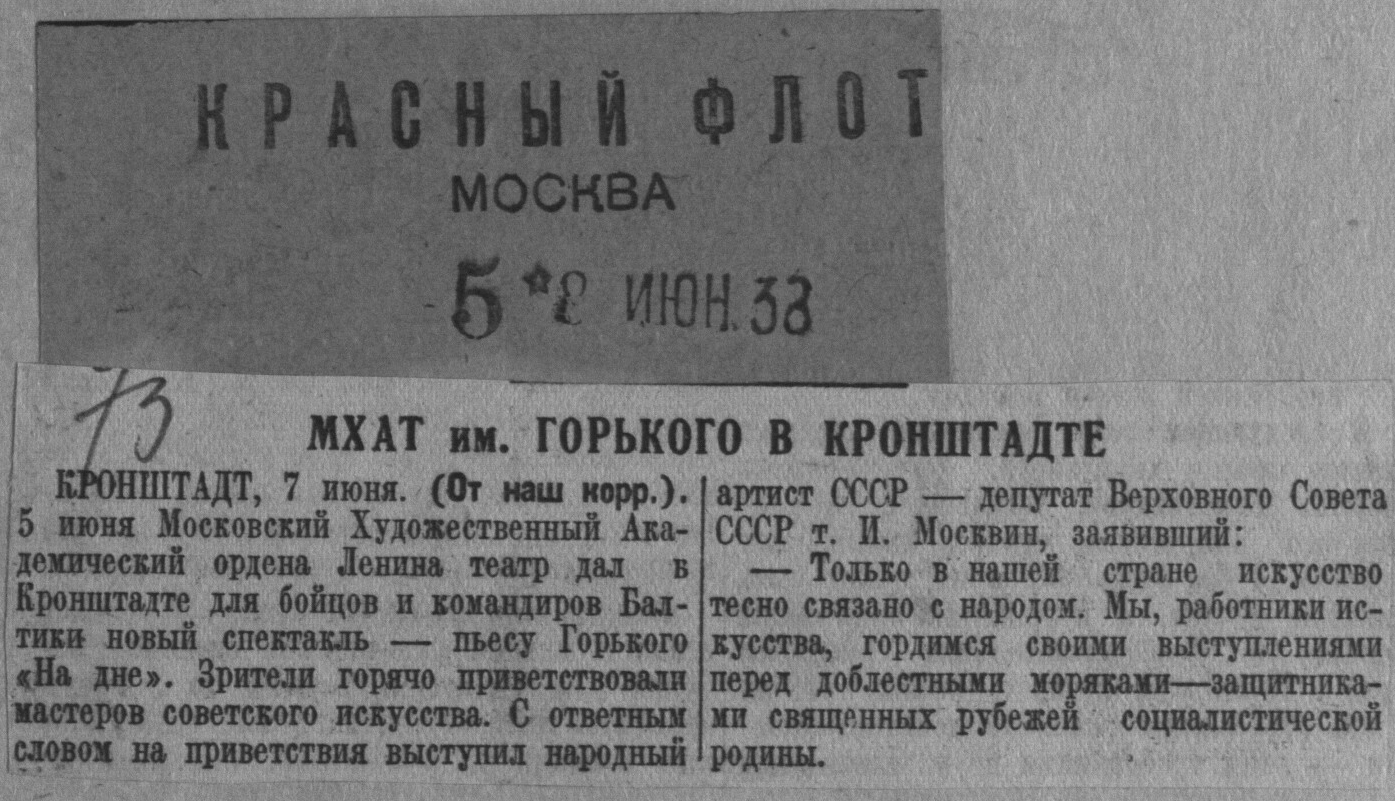 КРАСНЫЙ ФЛОТ
МОСКВА
5 * 8 ИЮН. 38
73
МХАТ им. ГОРЬКОГО В КРОНШТАДТЕ
КРОНШТАДТ, 7 июня. (От наш корр.).
5 июня Московский Художественный Ака-
демический ордена Ленина театр дал в
Кронштадте для бойцов и командиров Бал-
тики новый спектакль — пьесу Горького
«На дне». Зрители горячо приветствовали
мастеров советского искусства. С ответным
словом на приветствия выступил народный
артист СССР — депутат Верховного Совета
СССР т. И. Москвин, заявивший:
— Только в нашей стране искусство
тесно связано с народом. Мы, работники ис-
кусства, гордимся своими выступлениями
перед доблестными моряками—защитника-
ми священных рубежей социалистической
родины.